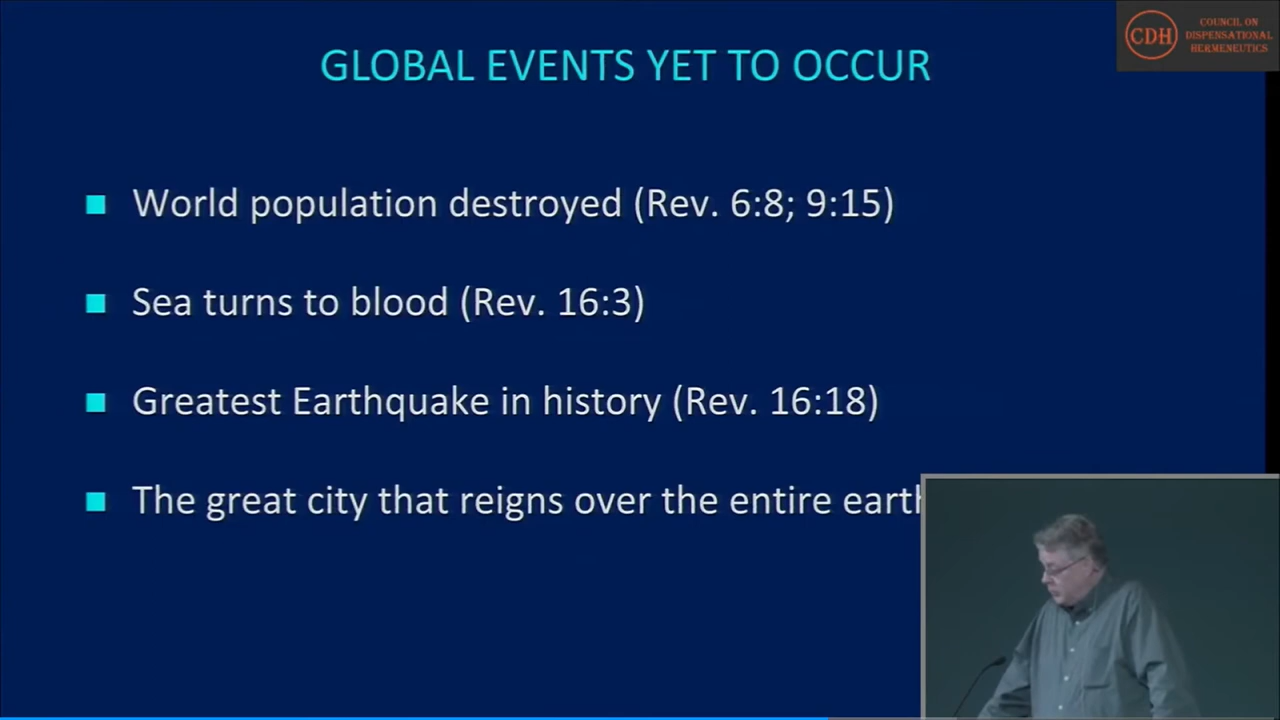 GLOBAL EVENTS YET TO OCCUR
CDH
COUNCIL ON
DISPENSATIONAL
HERMENEUTICS
World population destroyed (Rev. 6:8; 9:15)
Sea turns to blood (Rev. 16:3)
Greatest Earthquake in history (Rev. 16:18)
The great city that reigns over the entire eart